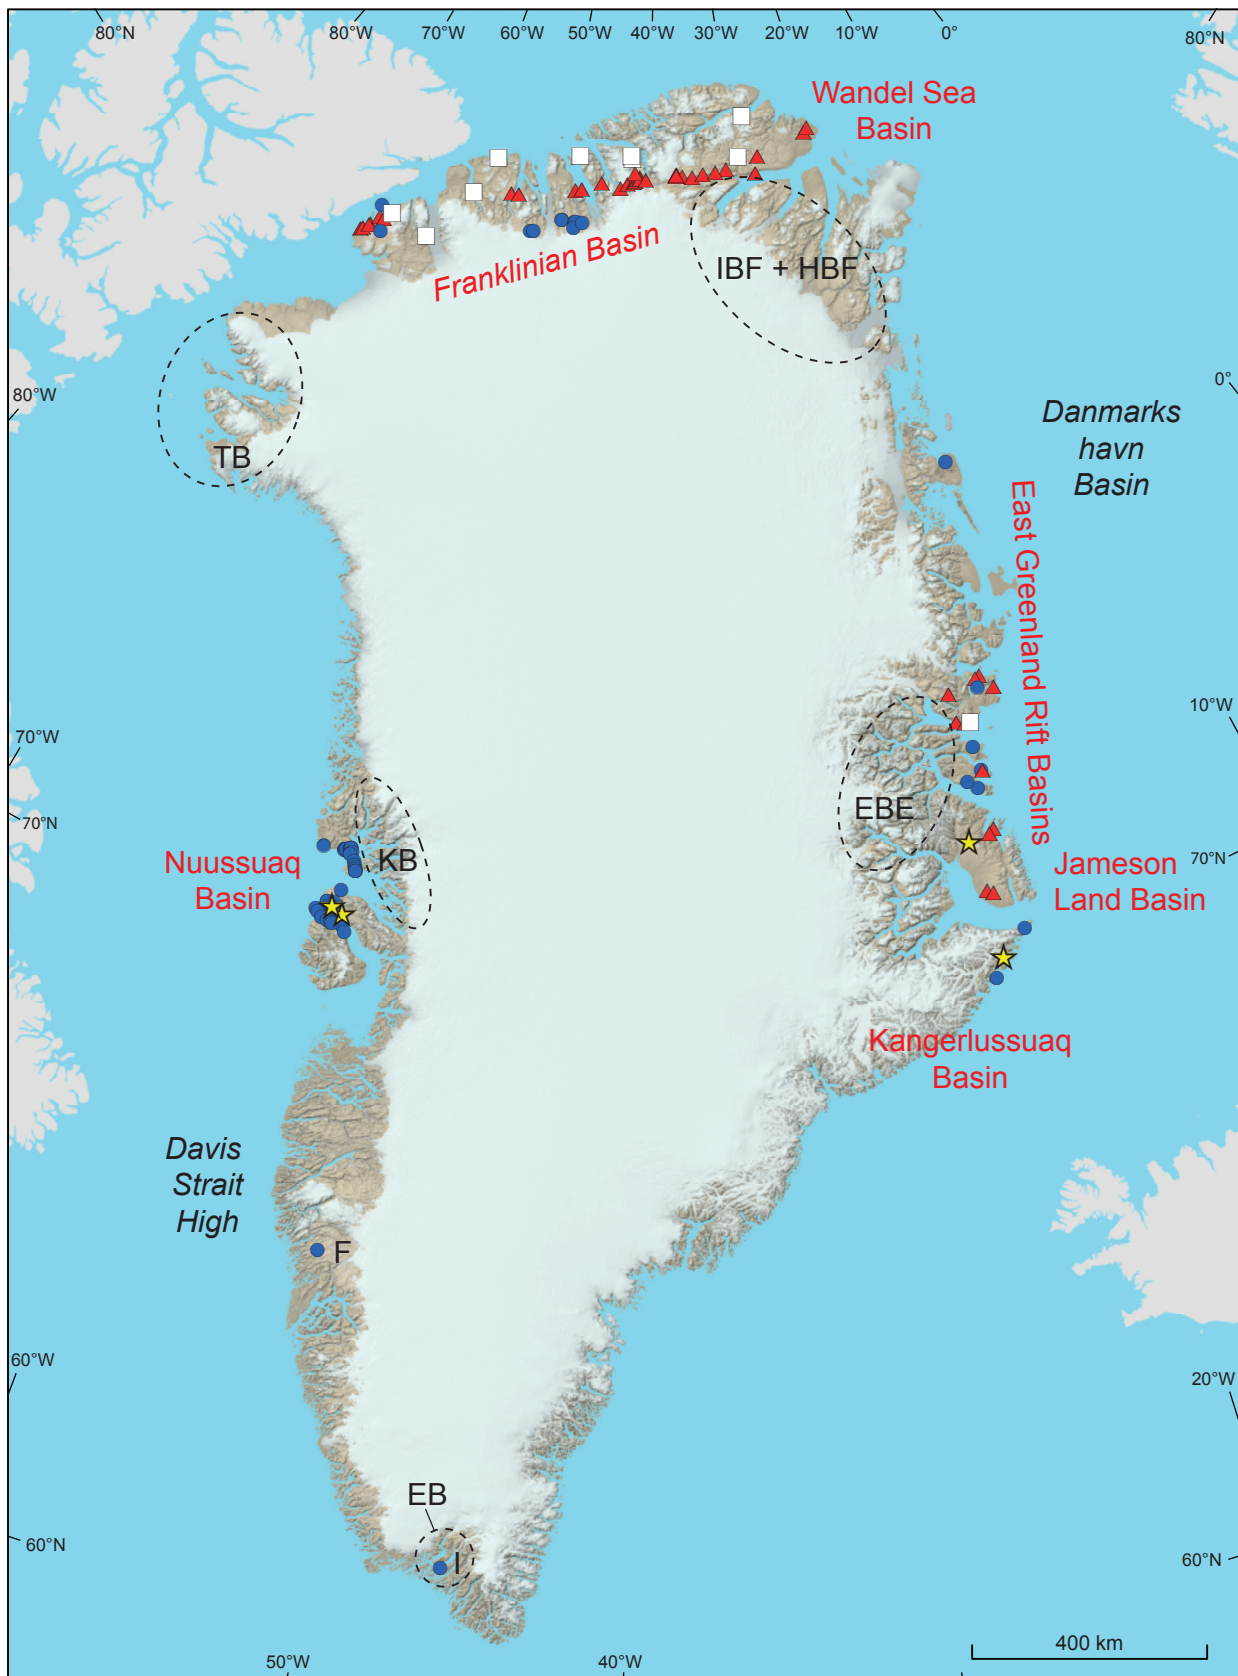 80°N
80°W
70°W
60°W
50°W
40°W
30°W
20°W
10°W
0°
80°N
Wandel Sea
Basin
Franklinian Basin
IBF + HBF
80°W
TB
0°
Danmarks
havn
Basin
East Greenland Rift Basins
10°W
70°W
70°N
Nuussuaq
Basin
KB
EBE
70°N
Jameson
Land Basin
Kangerlussuaq
Basin
Davis
Strait
High
F
60°W
20°W
EB
I
60°N
60°N
400 km
50°W
40°W